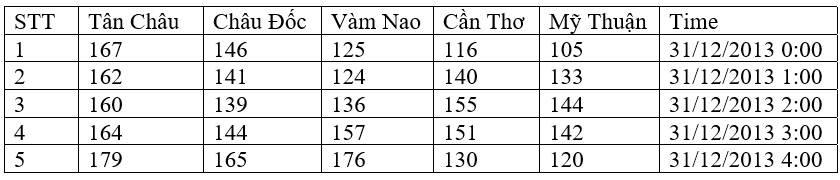 STT Tân Châu Châu Đốc Vàm Nao Cần Thơ Mỹ Thuận Time
1 167 146 125 116 105 31/12/2013 0:00
2 162 141 124 140 133 31/12/2013 1:00
3 160 139 136 155 144 31/12/2013 2:00
4 164 144 157 151 142 31/12/2013 3:00
5 179 165 176 130 120 31/12/2013 4:00